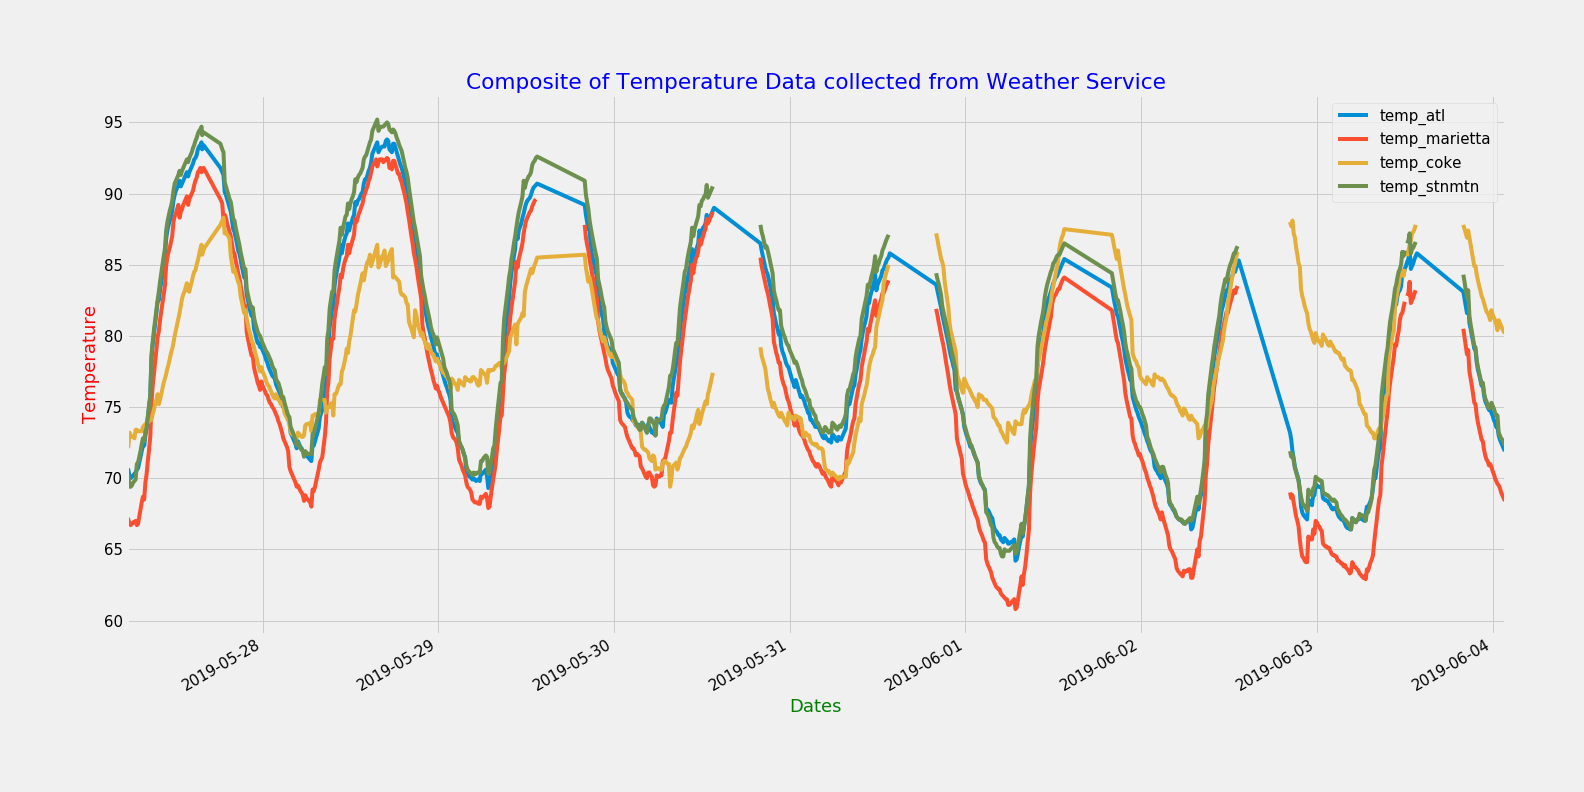 Composite of Temperature Data collected from Weather Service
temp_atl
temp_marietta
temp_coke
temp_stnmtn
Temperature
95
90
85
80
75
70
65
60
2019-05-28
2019-05-29
2019-05-30
2019-05-31
2019-06-01
2019-06-02
2019-06-03
2019-06-04
Dates